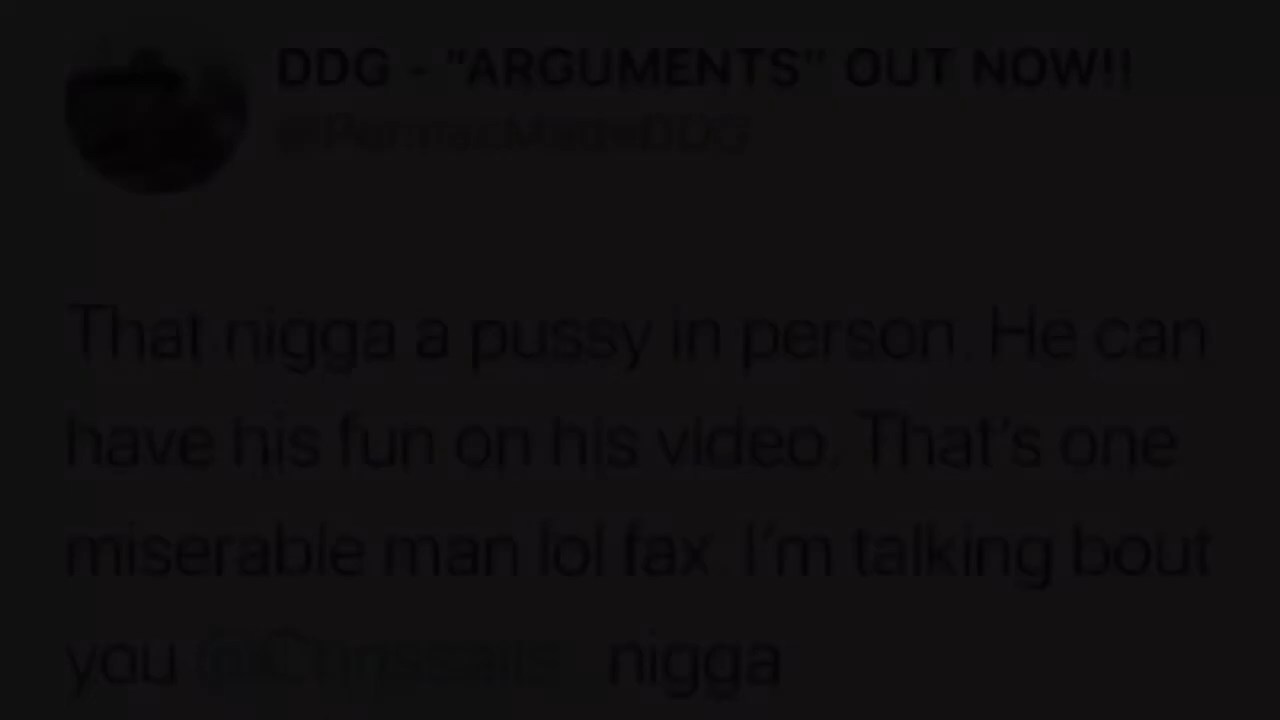 DDG - "ARGUMENTS" OUT NOW!!
@PontiacMadeDDG
That nigga a pussy in person. He can
have his fun on his video. That's one
miserable man lol fax. I'm talking bout
you nigga